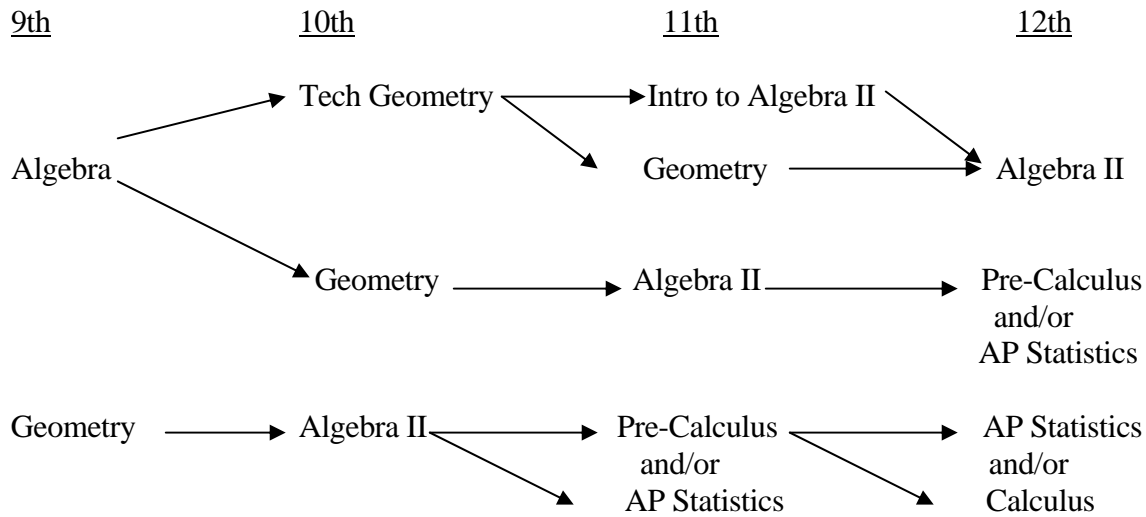 9th 10th 11th 12th
Tech Geometry Intro to Algebra II
Algebra Geometry Algebra II
Geometry Algebra II Pre-Calculus
and/or
AP Statistics
Geometry Algebra II Pre-Calculus AP Statistics
and/or and/or
AP Statistics Calculus